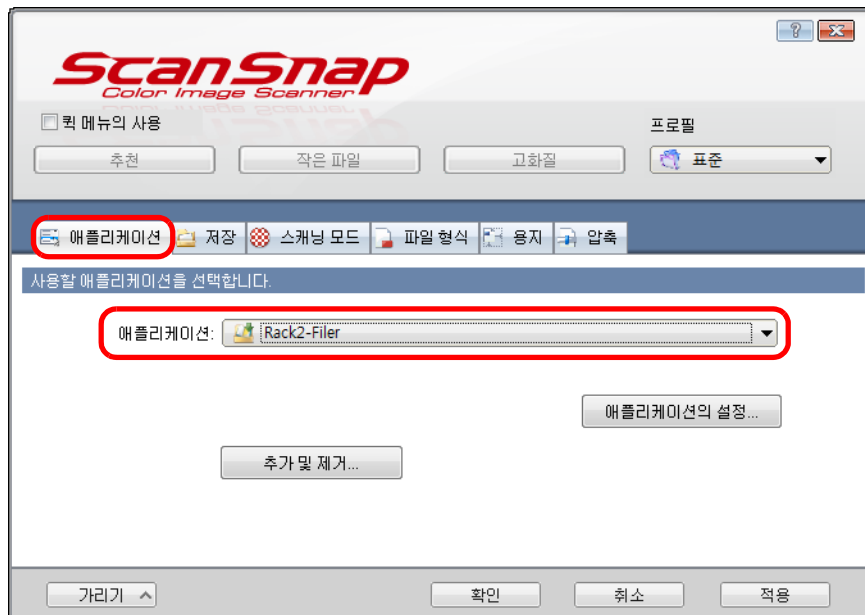 ?
ScanSnap
Color Image Scanner
퀵 메뉴의 사용
프로필
추천 작은 파일 고화질 표준
애플리케이션 저장 스캐닝 모드 파일 형식 용지 압축
사용할 애플리케이션을 선택합니다.
애플리케이션: Rack2-Filer
애플리케이션의 설정...
추가 및 제거...
가리기 확인 취소 적용